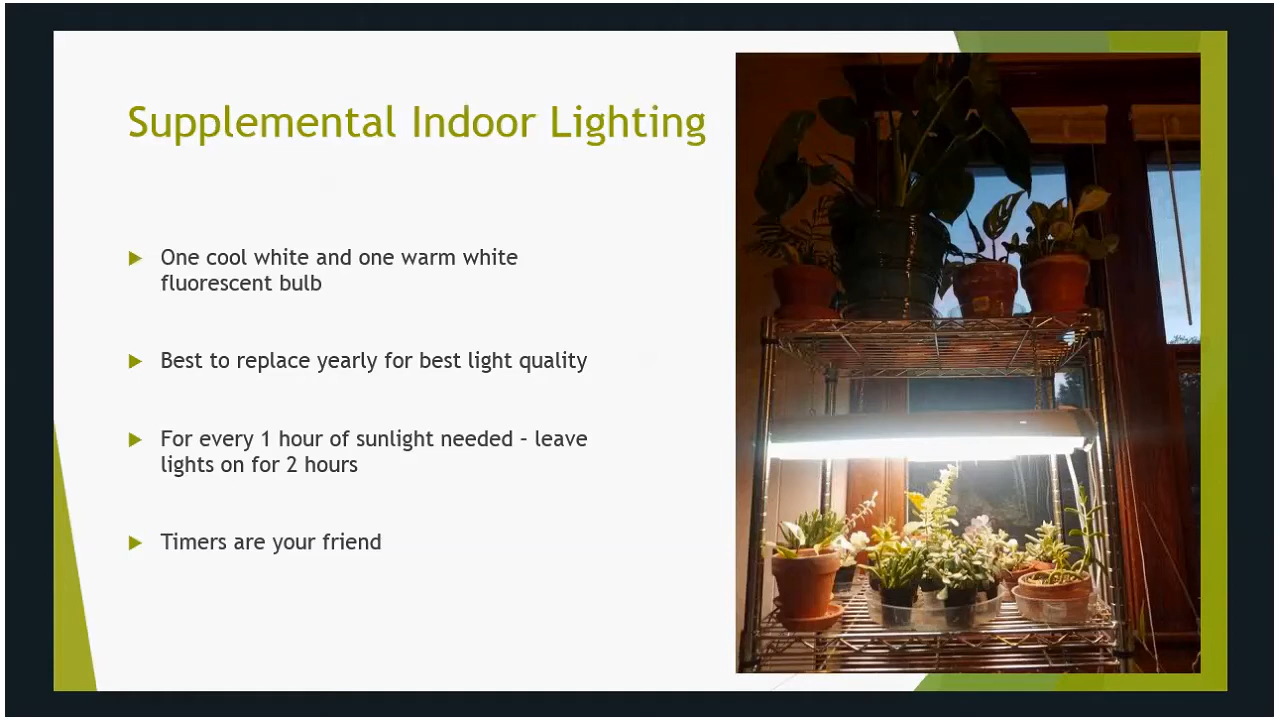 Supplemental Indoor Lighting
One cool white and one warm white
fluorescent bulb
Best to replace yearly for best light quality
For every 1 hour of sunlight needed – leave
lights on for 2 hours
Timers are your friend